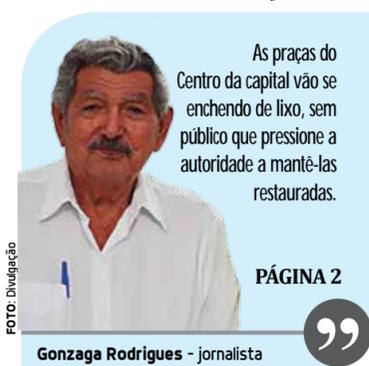 As praças do
Centro da capital vão se
enchendo de lixo, sem
público que pressione a
autoridade a mantê-las
restauradas.
PÁGINA 2
FOTO: Divulgação
Gonzaga Rodrigues - jornalista
”